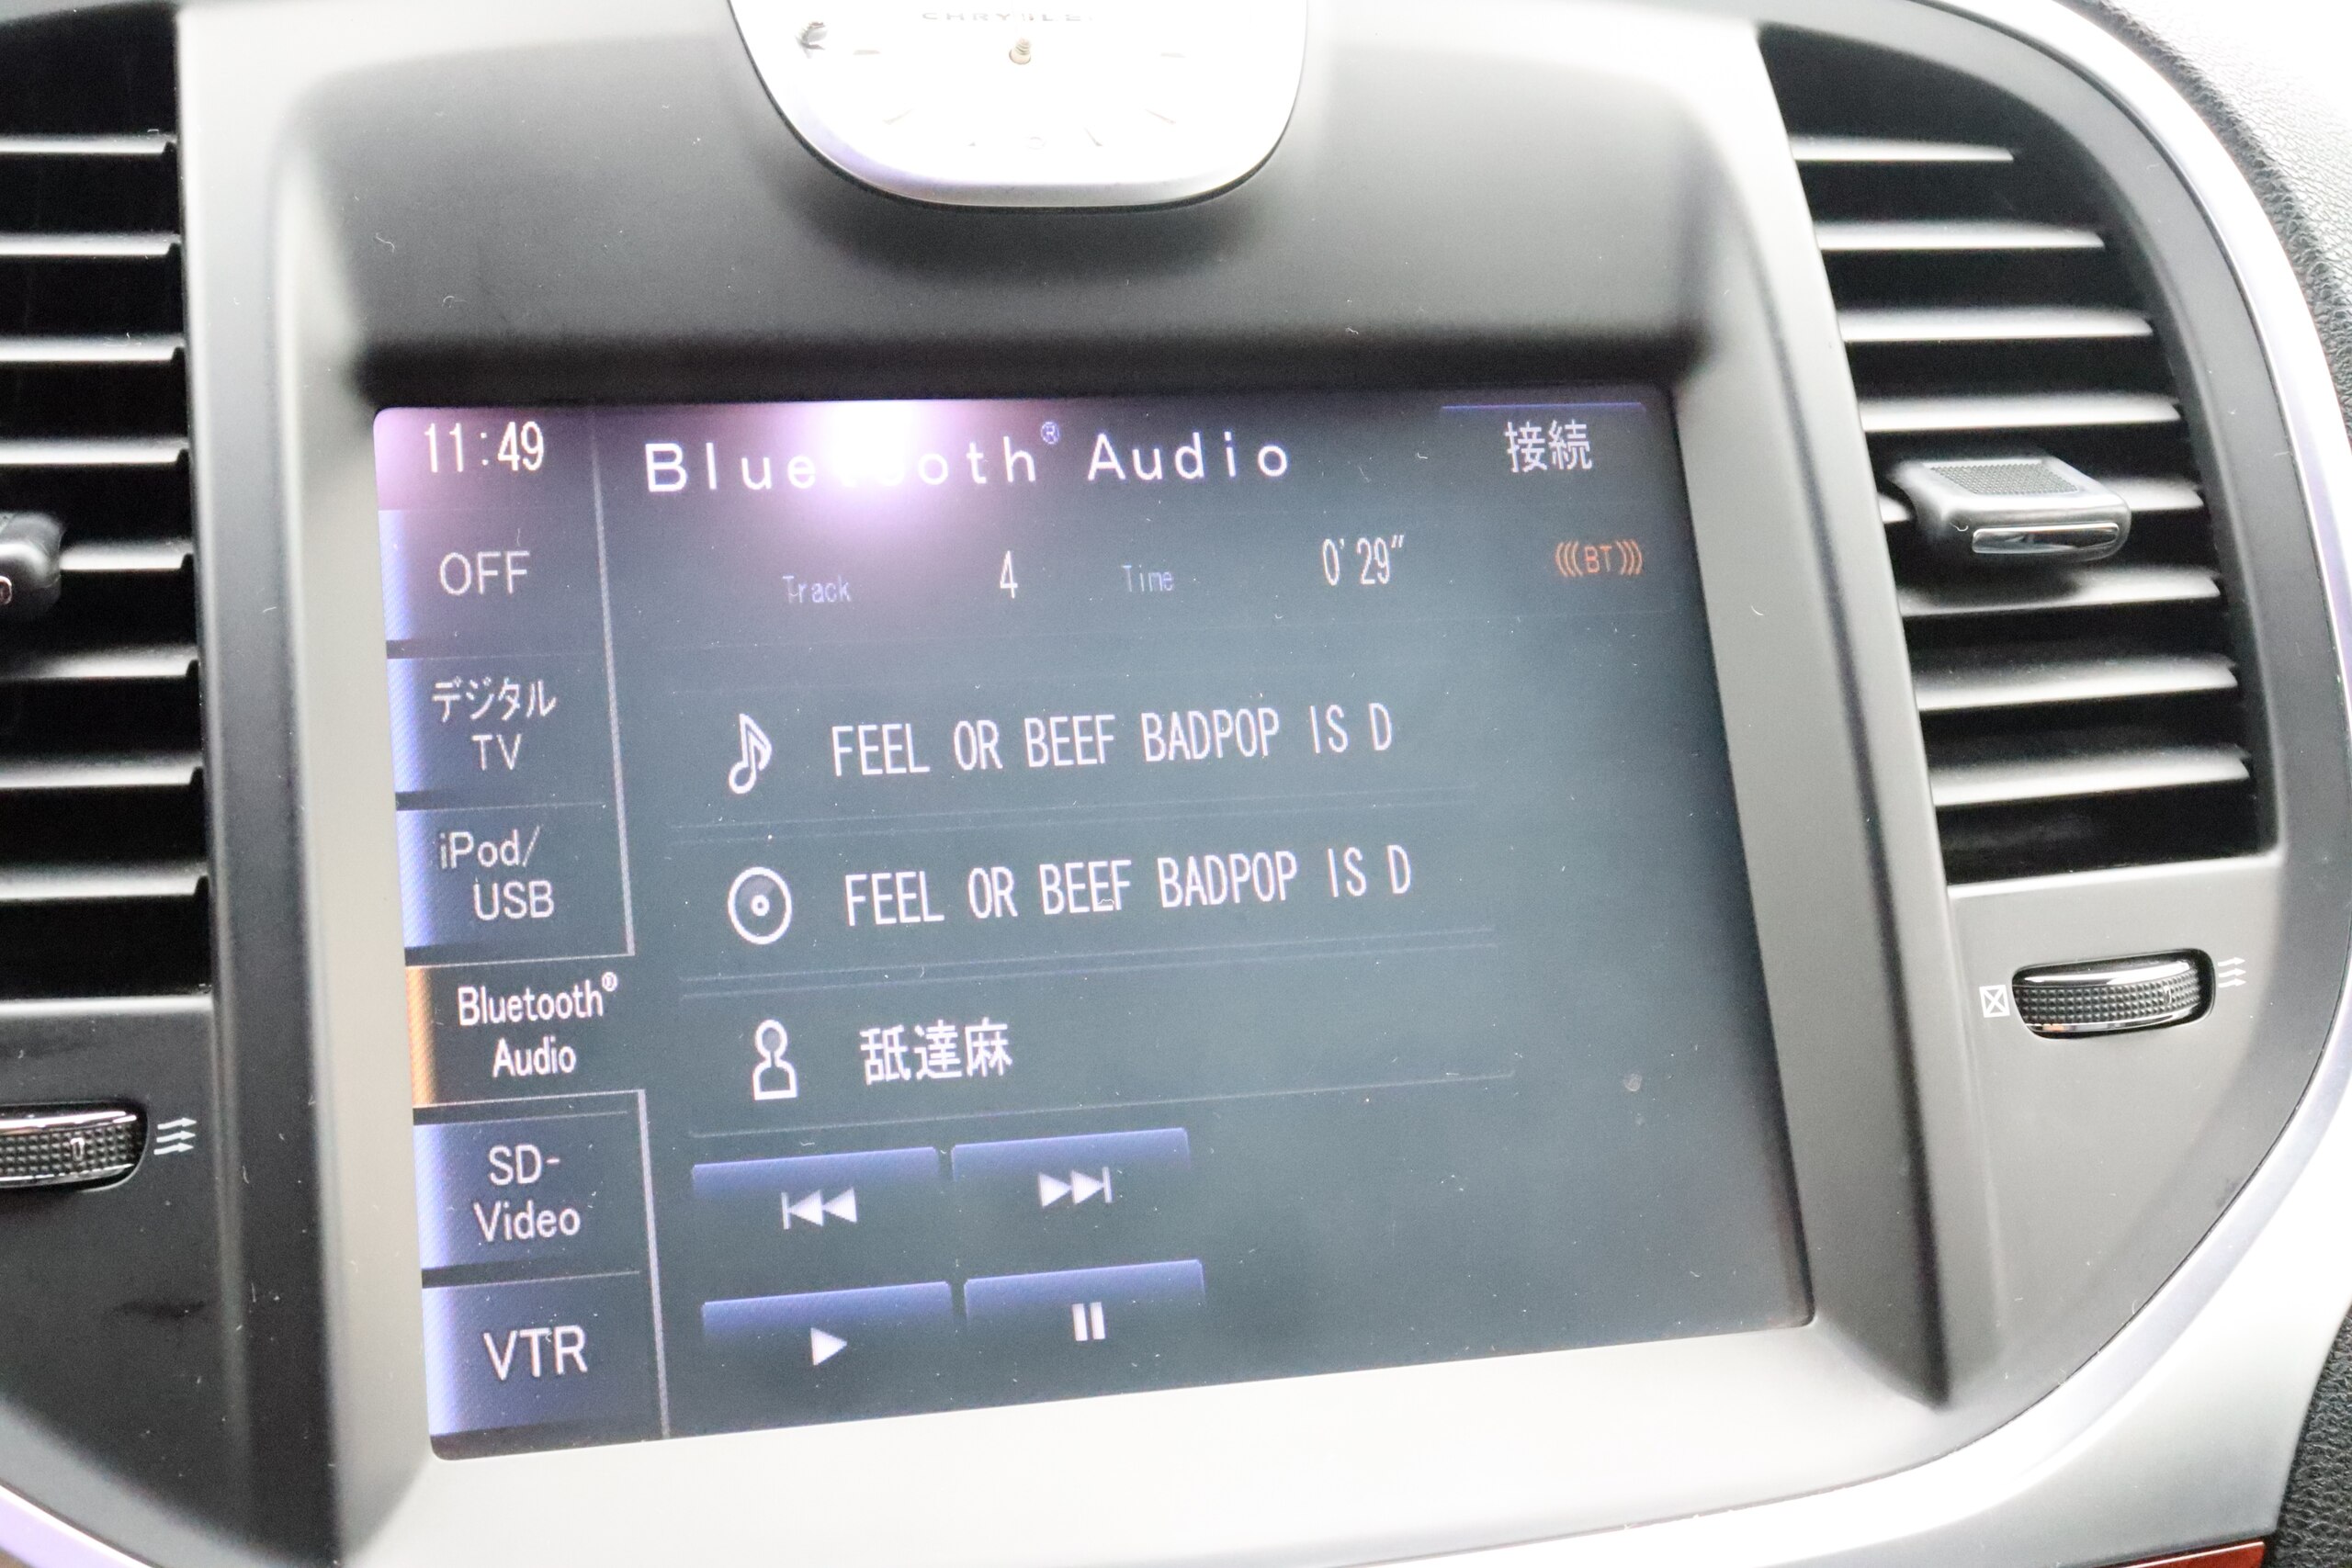 CHRYSLER
11:49
Bluetooth® Audio
接続
OFF
Track 4 Time 0'29"
BT
デジタル
TV
FEEL OR BEEF BADPOP IS D
iPod/
USB
FEEL OR BEEF BADPOP IS D
Bluetooth®
Audio
舐達麻
SD-
Video
VTR